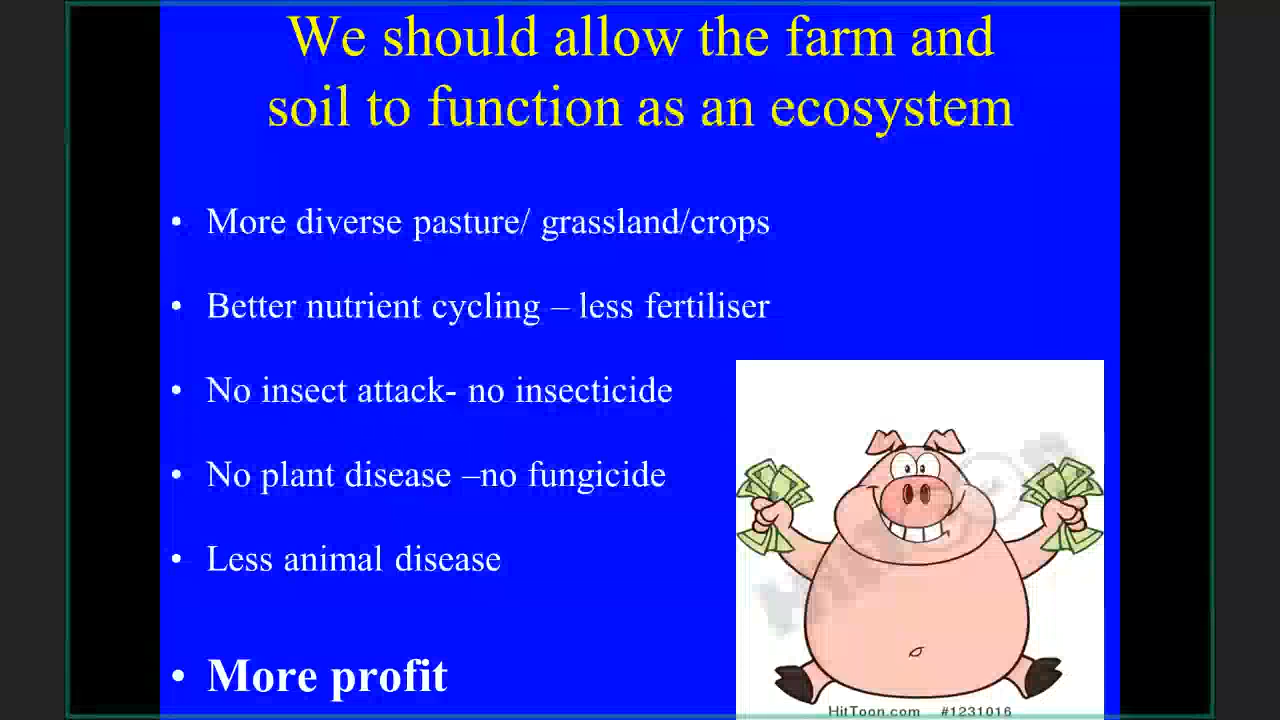 We should allow the farm and
soil to function as an ecosystem
• More diverse pasture/ grassland/crops
• Better nutrient cycling – less fertiliser
• No insect attack- no insecticide
• No plant disease –no fungicide
• Less animal disease
• More profit
HitToon.com #1231016